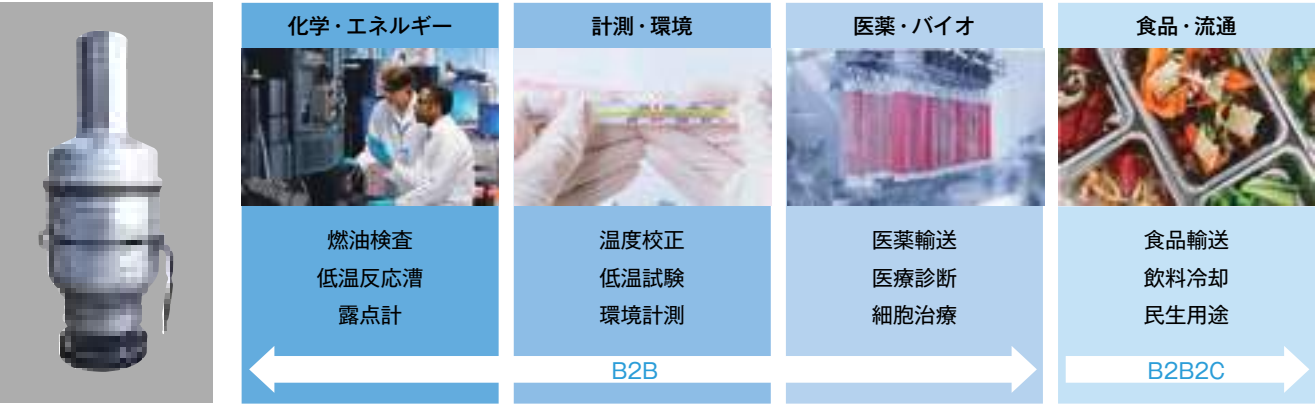 化学・エネルギー
燃油検査
低温反応漕
露点計
計測・環境
温度校正
低温試験
環境計測
医薬・バイオ
医薬輸送
医療診断
細胞治療
食品・流通
食品輸送
飲料冷却
民生用途
B2B
B2B2C